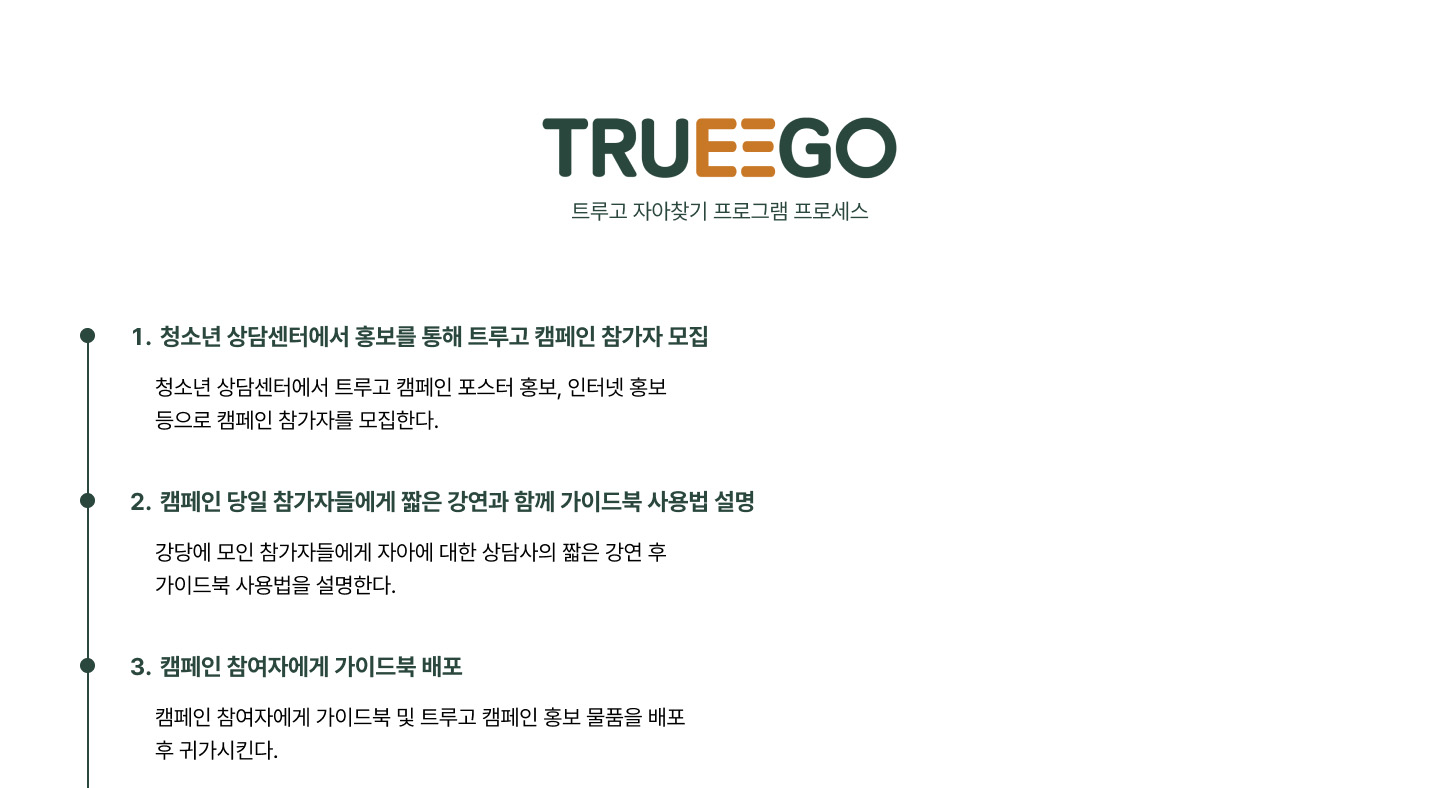 TRUEEGO
트루고 자아찾기 프로그램 프로세스
1. 청소년 상담센터에서 홍보를 통해 트루고 캠페인 참가자 모집
청소년 상담센터에서 트루고 캠페인 포스터 홍보, 인터넷 홍보
등으로 캠페인 참가자를 모집한다.
2. 캠페인 당일 참가자들에게 짧은 강연과 함께 가이드북 사용법 설명
강당에 모인 참가자들에게 자아에 대한 상담사의 짧은 강연 후
가이드북 사용법을 설명한다.
3. 캠페인 참여자에게 가이드북 배포
캠페인 참여자에게 가이드북 및 트루고 캠페인 홍보 물품을 배포
후 귀가시킨다.